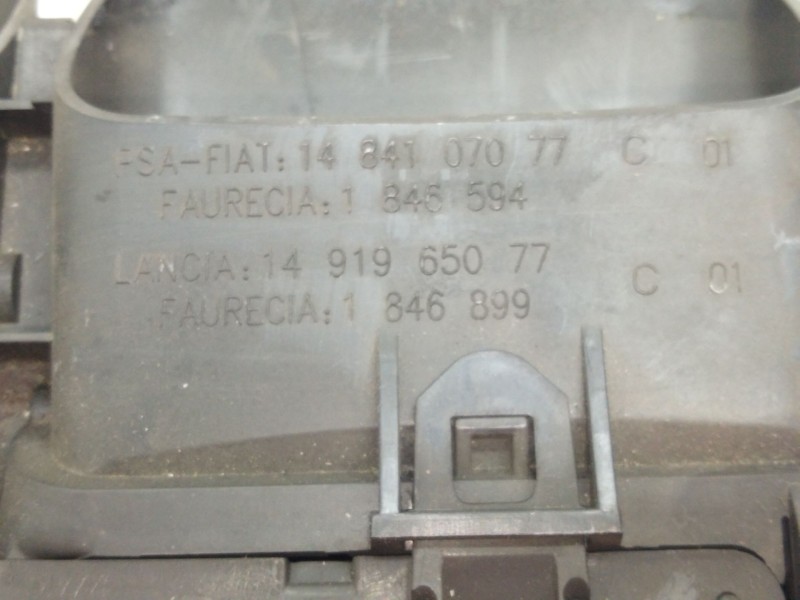 PSA-FIAT: 14 841 070 77 C 01
FAURECIA: 1 846 594
LANCIA: 14 919 650 77 C 01
FAURECIA: 1 846 899